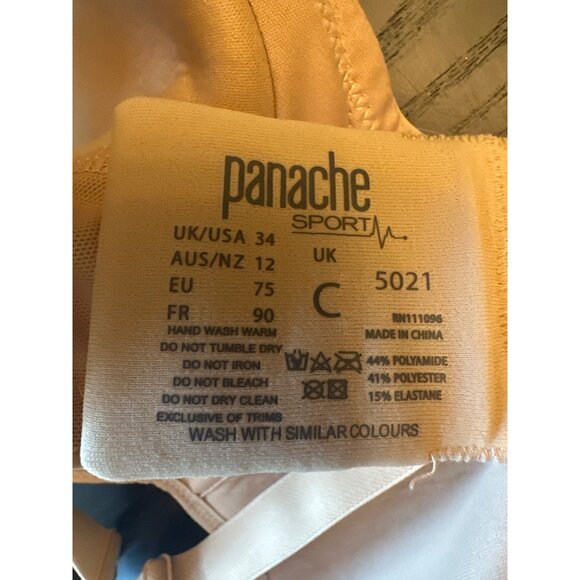 panache
SPORT
UK/USA 34 UK
AUS/NZ 12
EU 75 C 5021
FR 90 RN111096
HAND WASH WARM MADE IN CHINA
DO NOT TUMBLE DRY
DO NOT IRON 44% POLYAMIDE
DO NOT BLEACH 41% POLYESTER
DO NOT DRY CLEAN 15% ELASTANE
EXCLUSIVE OF TRIMS
WASH WITH SIMILAR COLOURS